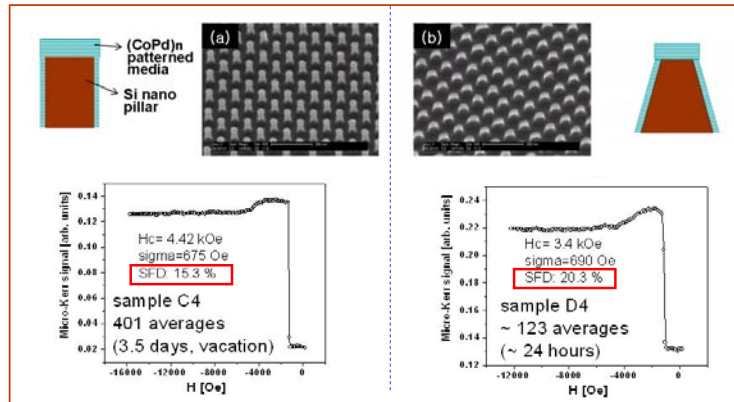 (CoPd)n
patterned
media
Si nano
pillar
(a)
(b)
Micro-Kerr signal [arb. units]
0.14
0.12
0.10
0.08
0.06
0.04
0.02
Hc= 4.42 kOe
sigma=675 Oe
SFD: 15.3 %
sample C4
401 averages
(3.5 days, vacation)
-16000
-12000
-8000
-4000
0
H [Oe]
Micro-Kerr signal [arb. units]
0.24
0.22
0.20
0.18
0.16
0.14
0.12
Hc= 3.4 kOe
sigma=690 Oe
SFD: 20.3 %
sample D4
~ 123 averages
(~ 24 hours)
-12000
-8000
-4000
0
H [Oe]